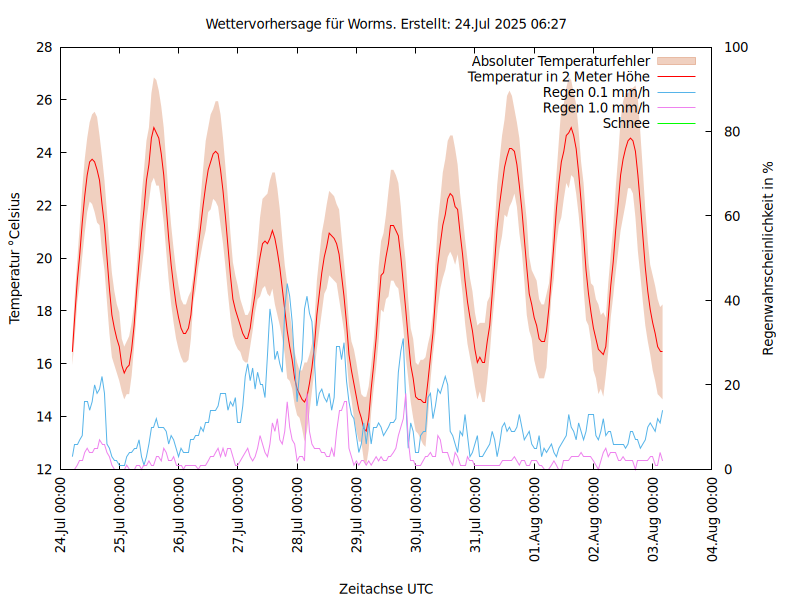 Wettervorhersage für Worms. Erstellt: 24.Jul 2025 06:27
Absoluter Temperaturfehler
Temperatur in 2 Meter Höhe
Regen 0.1 mm/h
Regen 1.0 mm/h
Schnee
Temperatur °Celsius
28
26
24
22
20
18
16
14
12
100
80
60
40
20
0
Regenwahrscheinlichkeit in %
24.Jul 00:00
25.Jul 00:00
26.Jul 00:00
27.Jul 00:00
28.Jul 00:00
29.Jul 00:00
30.Jul 00:00
31.Jul 00:00
01.Aug 00:00
02.Aug 00:00
03.Aug 00:00
04.Aug 00:00
Zeitachse UTC